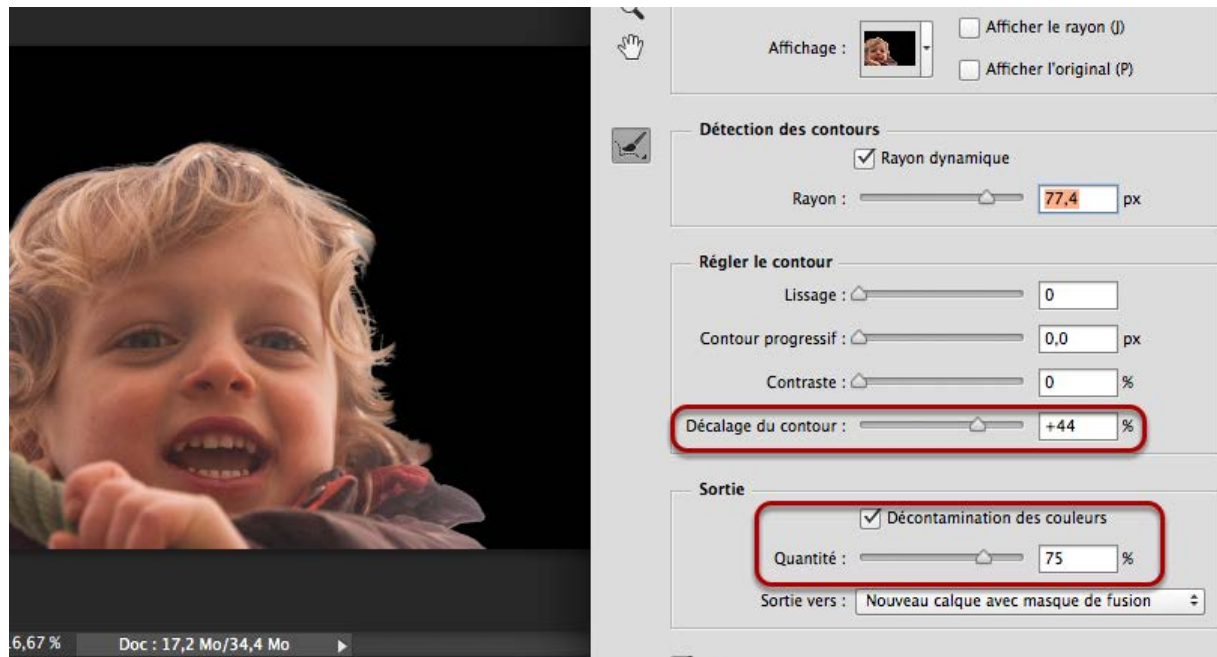 Afficher le rayon (J)
Affichage :
Afficher l'original (P)
Détection des contours
Rayon dynamique
Rayon : 77,4 px
Régler le contour
Lissage : 0
Contour progressif : 0,0 px
Contraste : 0 %
Décalage du contour : +44 %
Sortie
Décontamination des couleurs
Quantité : 75 %
Sortie vers : Nouveau calque avec masque de fusion
6,67 % Doc : 17,2 Mo/34,4 Mo